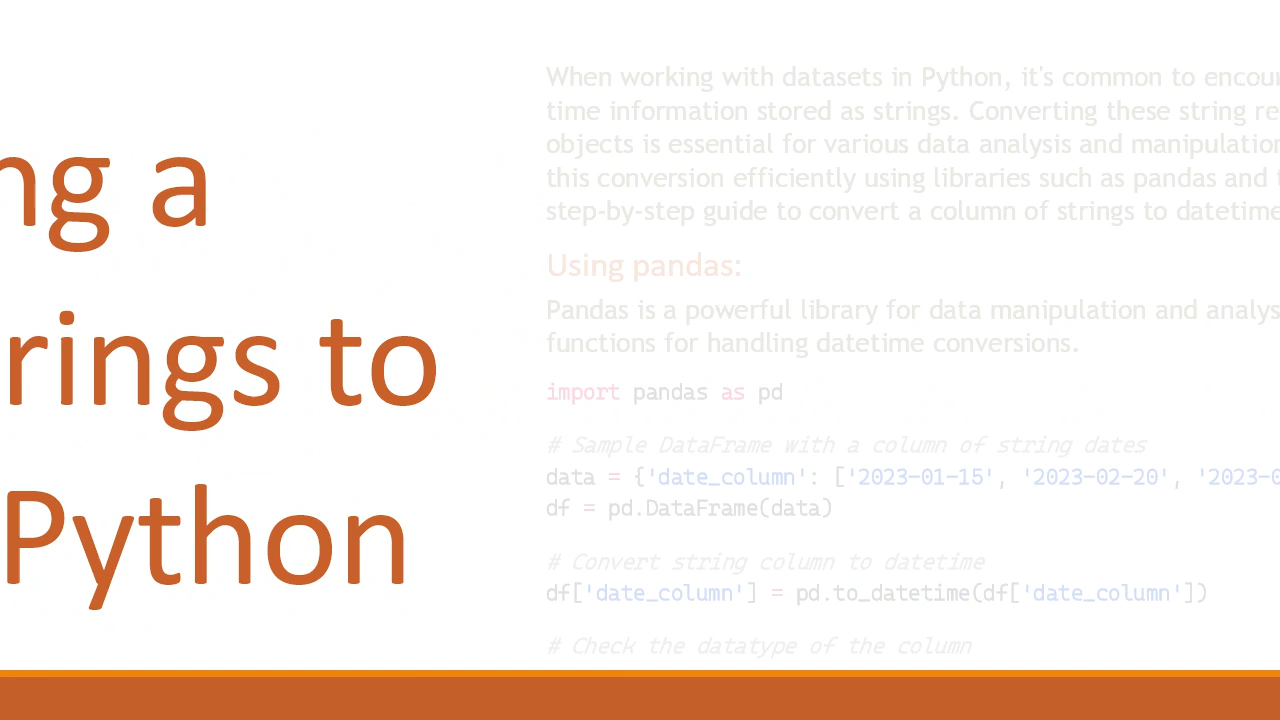 ng a
rings to
Python
When working with datasets in Python, it's common to encou
time information stored as strings. Converting these string re
objects is essential for various data analysis and manipulation
this conversion efficiently using libraries such as pandas and
step-by-step guide to convert a column of strings to datetime
Using pandas:
Pandas is a powerful library for data manipulation and analys
functions for handling datetime conversions.
import pandas as pd
# Sample DataFrame with a column of string dates
data = {'date_column': ['2023-01-15', '2023-02-20', '2023-0
df = pd.DataFrame(data)
# Convert string column to datetime
df['date_column'] = pd.to_datetime(df['date_column'])
# Check the datatype of the column